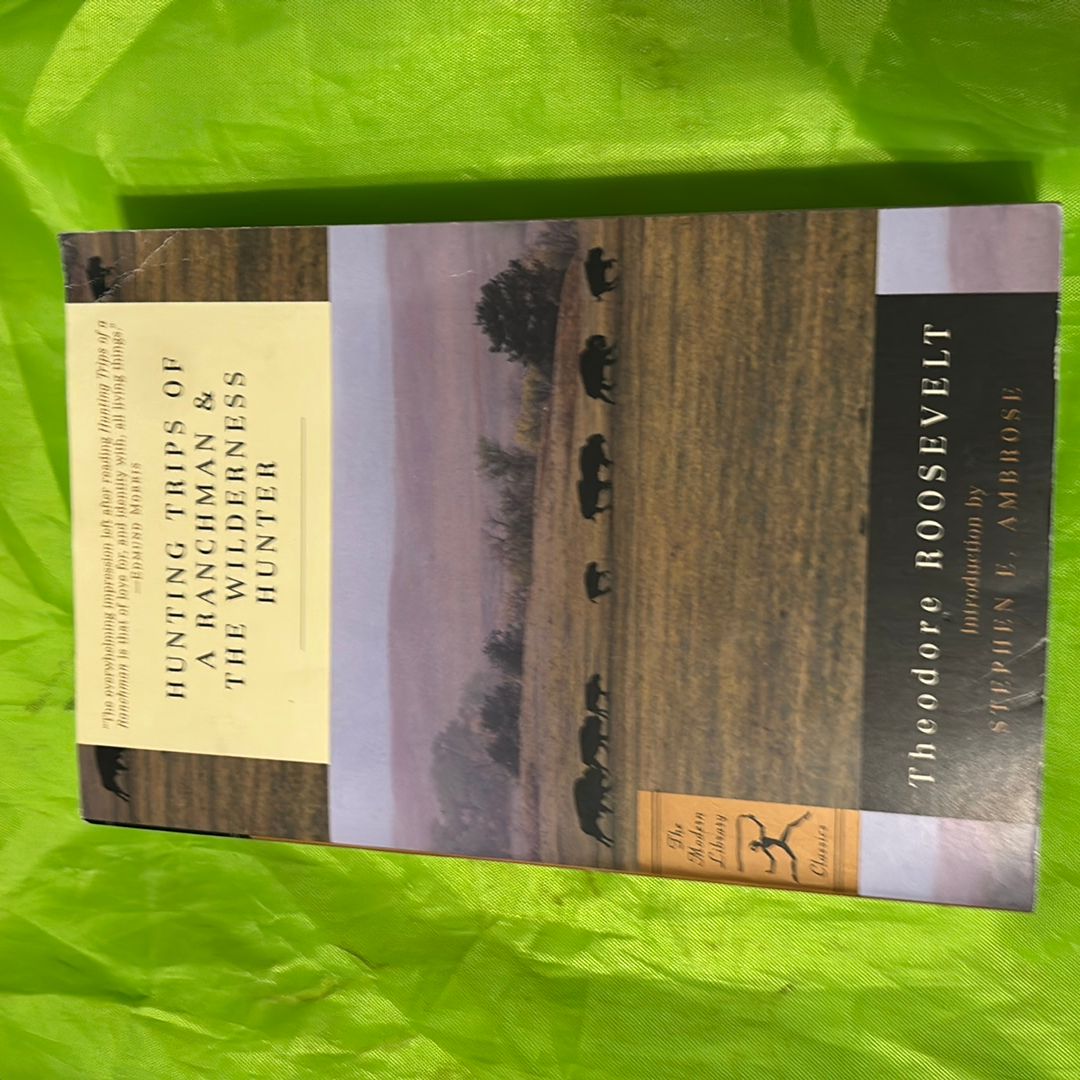 "The overwhelming impression left after reading Hunting Trips of a
Ranchman is that of love for, and identity with, all living things."
—EDMUND MORRIS
HUNTING TRIPS OF
A RANCHMAN &
THE WILDERNESS
HUNTER
The
Modern
Library
Classics
Theodore ROOSEVELT
Introduction by
STEPHEN E. AMBROSE